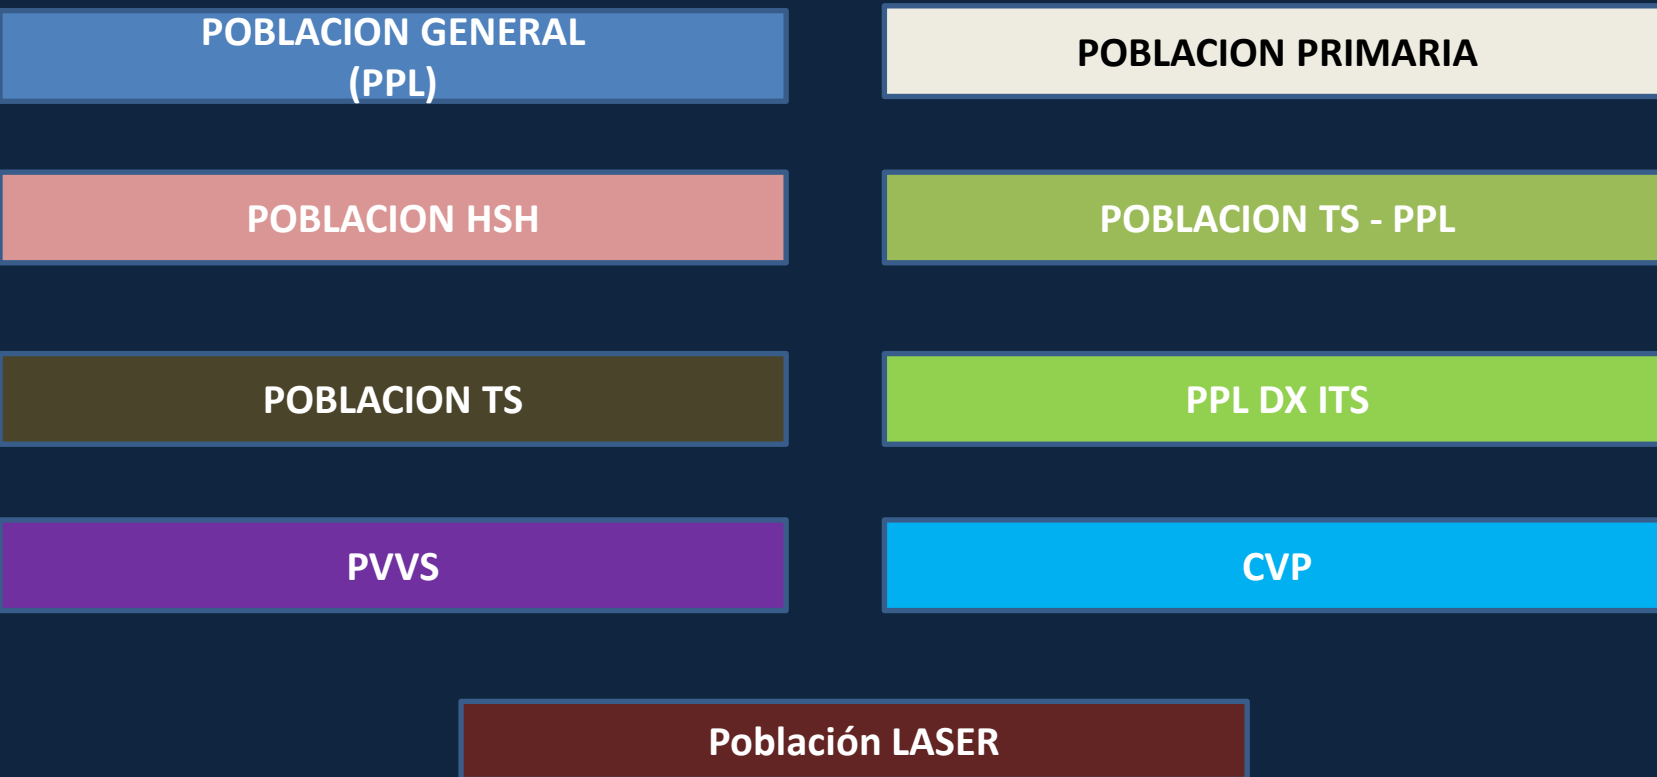 POBLACION GENERAL
(PPL)
POBLACION PRIMARIA
POBLACION HSH
POBLACION TS - PPL
POBLACION TS
PPL DX ITS
PVVS
CVP
Población LASER